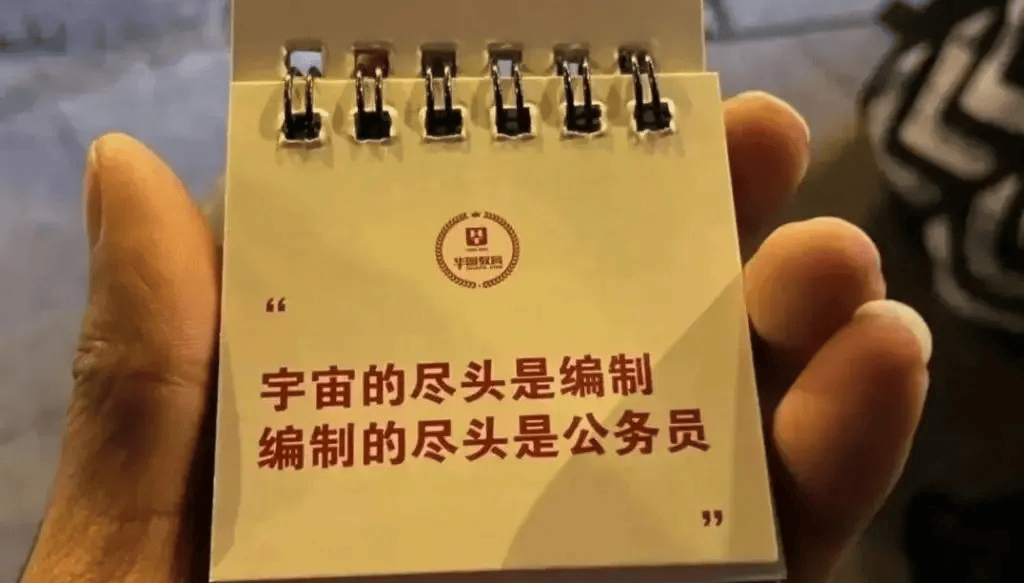 华图教育
“
宇宙的尽头是编制
编制的尽头是公务员
”